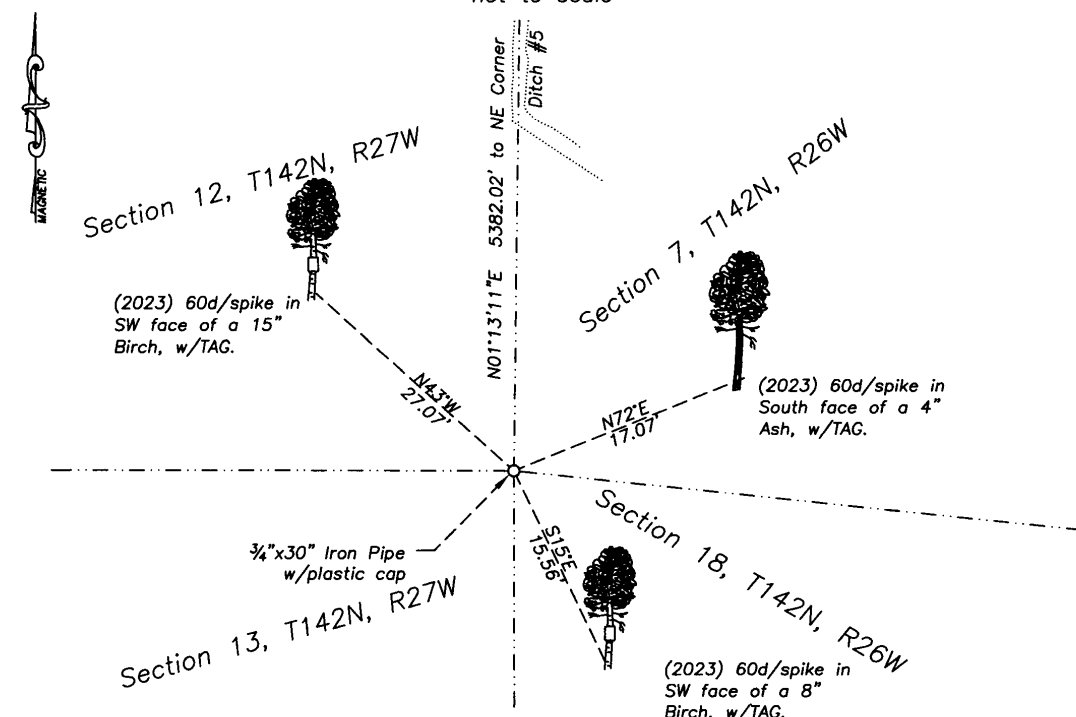 not to scale
MAGNETIC
Ditch #5
N01°13'11"E 5382.02' to NE Corner
Section 12, T142N, R27W
Section 7, T142N, R26W
(2023) 60d/spike in
SW face of a 15"
Birch, w/TAG.
N43°W
27.07'
(2023) 60d/spike in
South face of a 4"
Ash, w/TAG.
N72°E
17.07'
¾"x30" Iron Pipe
w/plastic cap
S15°E
15.56'
Section 13, T142N, R27W
Section 18, T142N, R26W
(2023) 60d/spike in
SW face of a 8"
Birch, w/TAG.